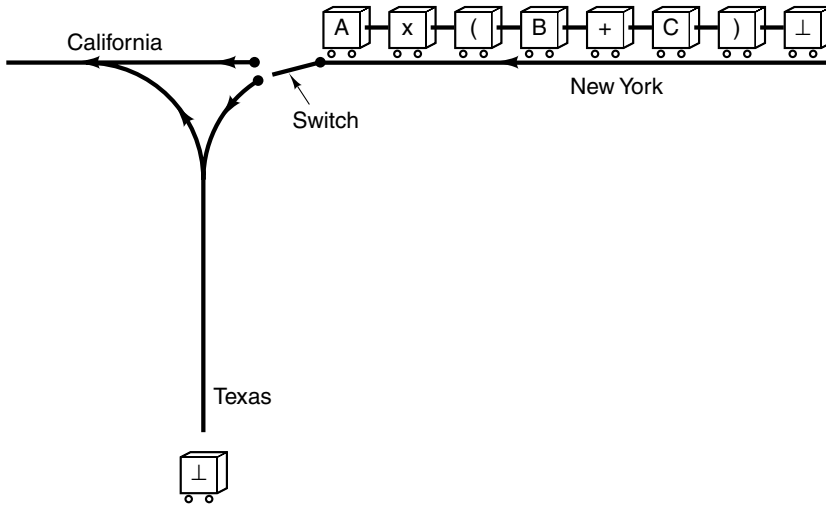 A x ( B + C ) ⊥
California
New York
Switch
Texas
⊥